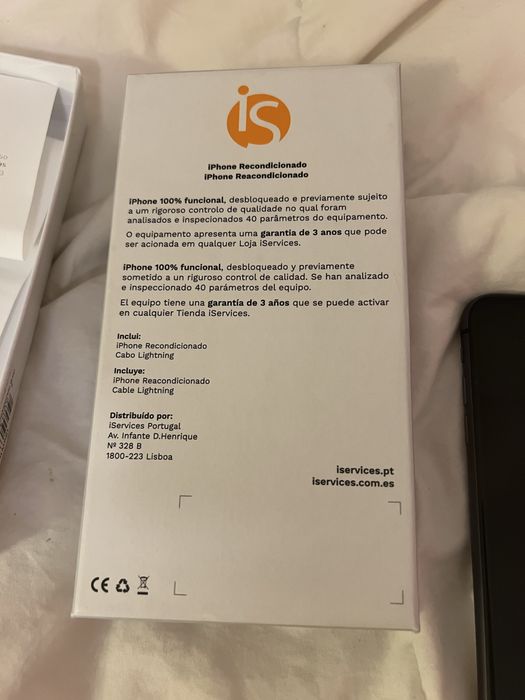 iS
iPhone Recondicionado
iPhone Reacondicionado
iPhone 100% funcional, desbloqueado e previamente sujeito
a um rigoroso controlo de qualidade no qual foram
analisados e inspecionados 40 parâmetros do equipamento.
O equipamento apresenta uma garantia de 3 anos que pode
ser acionada em qualquer Loja iServices.
iPhone 100% funcional, desbloqueado y previamente
sometido a un riguroso control de calidad. Se han analizado
e inspeccionado 40 parámetros del equipo.
El equipo tiene una garantía de 3 años que se puede activar
en cualquier Tienda iServices.
Inclui:
iPhone Recondicionado
Cabo Lightning
Incluye:
iPhone Reacondicionado
Cable Lightning
Distribuído por:
iServices Portugal
Av. Infante D.Henrique
Nº 328 B
1800-223 Lisboa
iservices.pt
iservices.com.es
CE